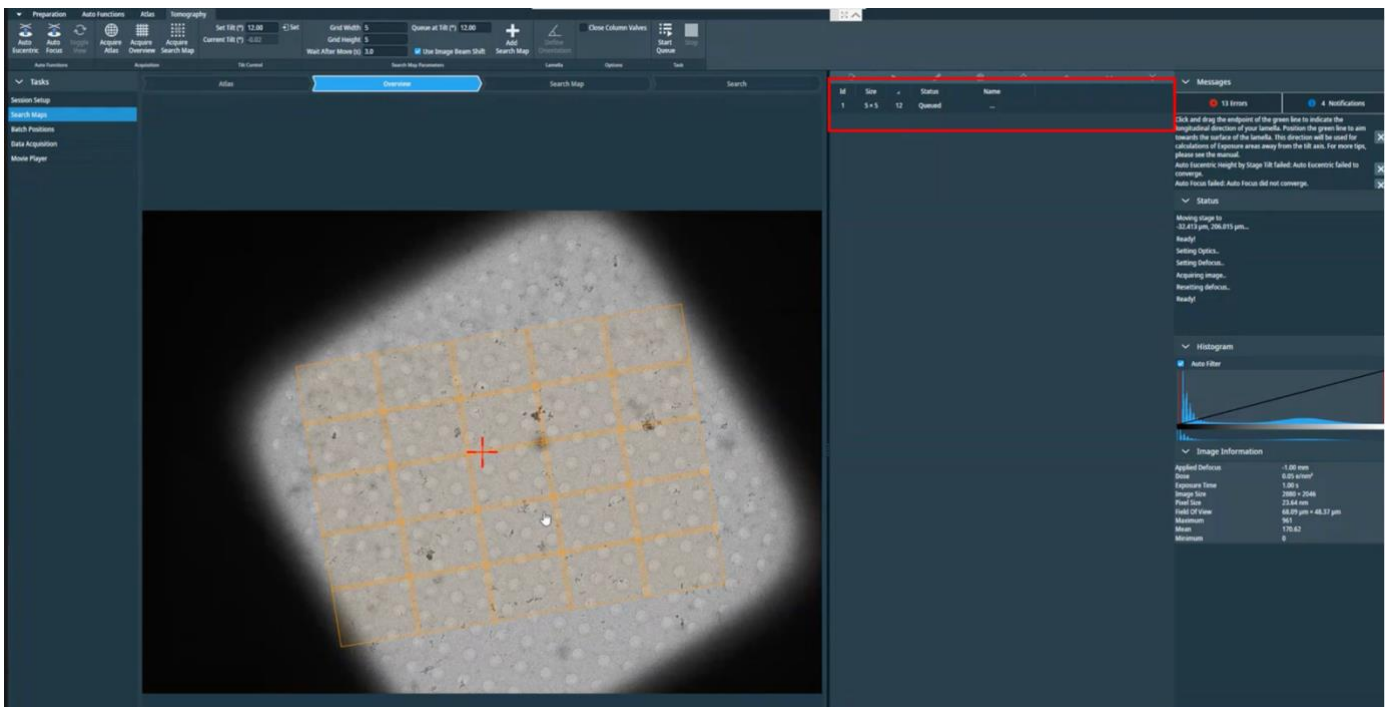 Preparation Auto Functions Atlas Tomography
Auto Eucentric
Auto Focus
Toggle View
Acquire Atlas
Acquire Overview
Acquire Search Map
Set Tilt (°) 12.00 Set
Current Tilt (°) -0.02
Grid Width 5
Grid Height 5
Wait After Move (s) 3.0
Queue at Tilt (°) 12.00
Use Image Beam Shift
Add Search Map
Define Orientation
Close Column Valves
Start Queue
Stop
Auto Functions Acquisition Tilt Control Search Map Parameters Lamella Options Task
Tasks
Session Setup
Search Maps
Batch Positions
Data Acquisition
Movie Player
Atlas Overview Search Map Search
Id Size Status Name
1 5 × 5 12 Queued ...
Messages
13 Errors 4 Notifications
Click and drag the endpoint of the green line to indicate the
longitudinal direction of your lamella. Position the green line to aim
towards the surface of the lamella. This direction will be used for
calculations of Exposure areas away from the tilt axis. For more tips,
please see the manual.
Auto Eucentric Height by Stage Tilt failed: Auto Eucentric failed to
converge.
Auto Focus failed: Auto Focus did not converge.
Status
Moving stage to
-32.413 µm, 206.015 µm...
Ready!
Setting Optics..
Setting Defocus..
Acquiring image..
Resetting defocus..
Ready!
Histogram
Auto Filter
Image Information
Applied Defocus -1.00 mm
Dose 0.05 e/nm²
Exposure Time 1.00 s
Image Size 2880 × 2046
Pixel Size 23.64 nm
Field Of View 68.09 µm × 48.37 µm
Maximum 961
Mean 170.62
Minimum 0